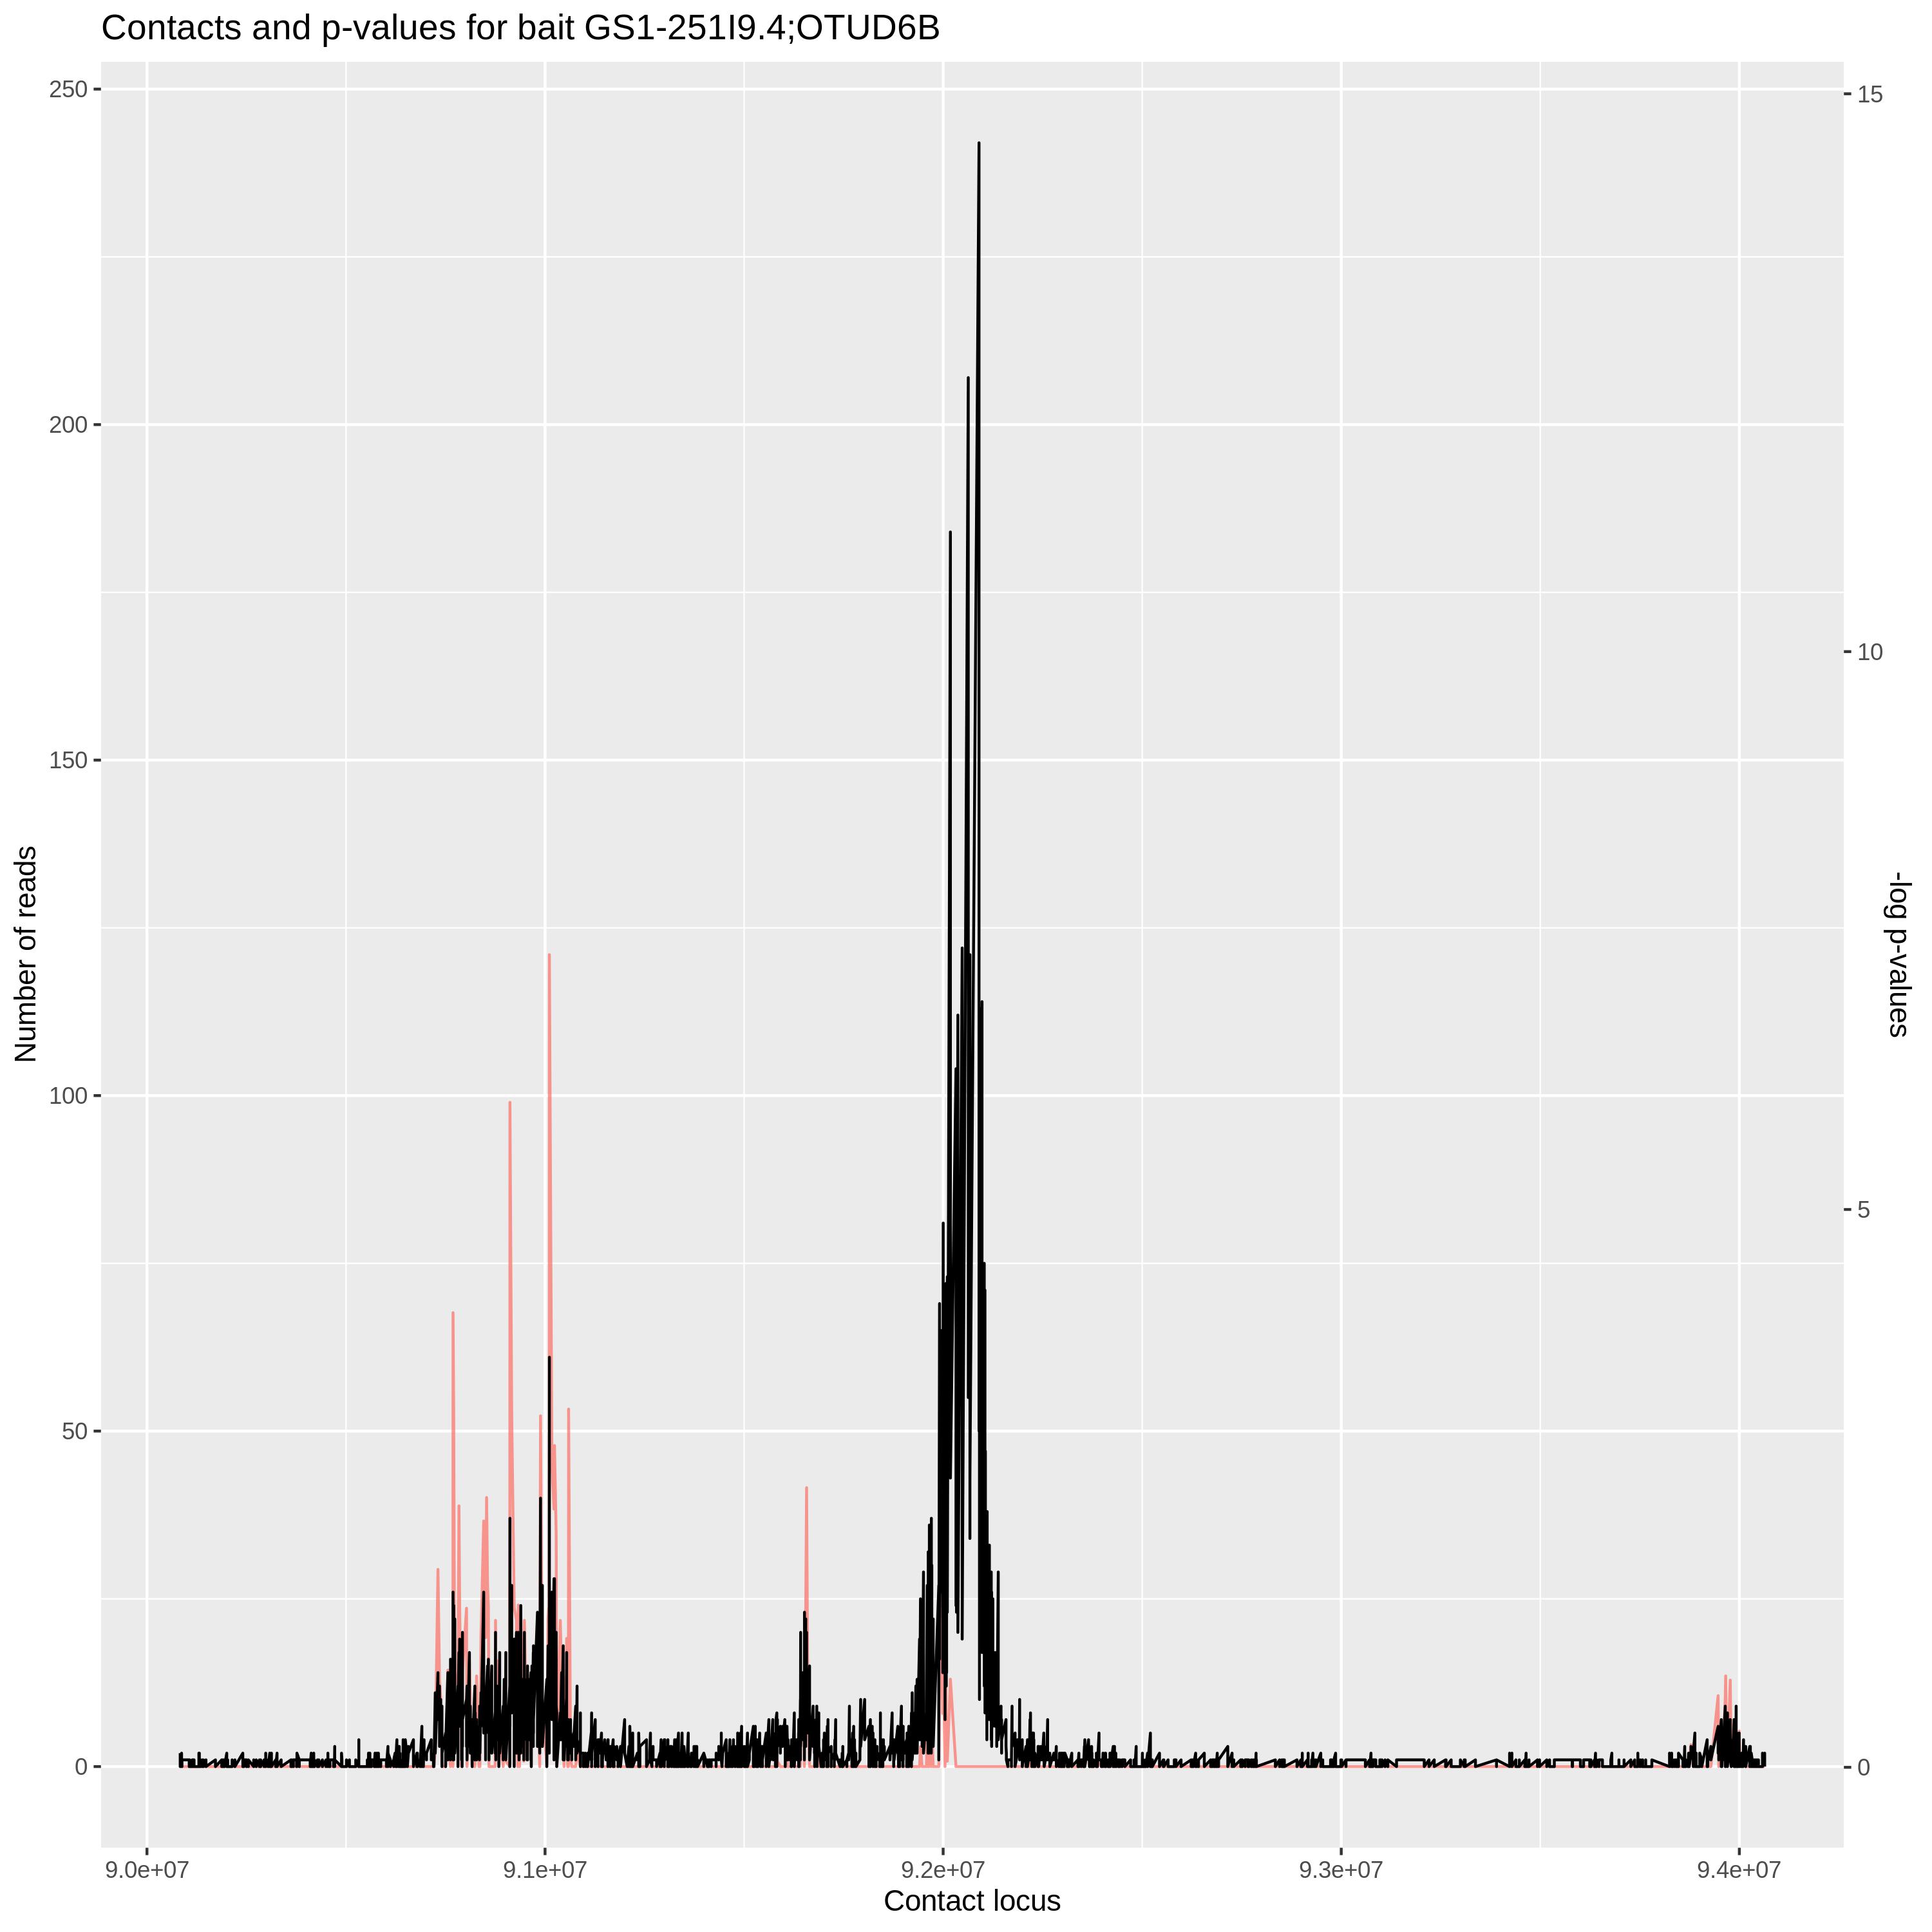 Contacts and p-values for bait GS1-251I9.4;OTUD6B
250
200
150
100
50
0
Number of reads
15
10
5
0
-log p-values
9.0e+07
9.1e+07
9.2e+07
9.3e+07
9.4e+07
Contact locus